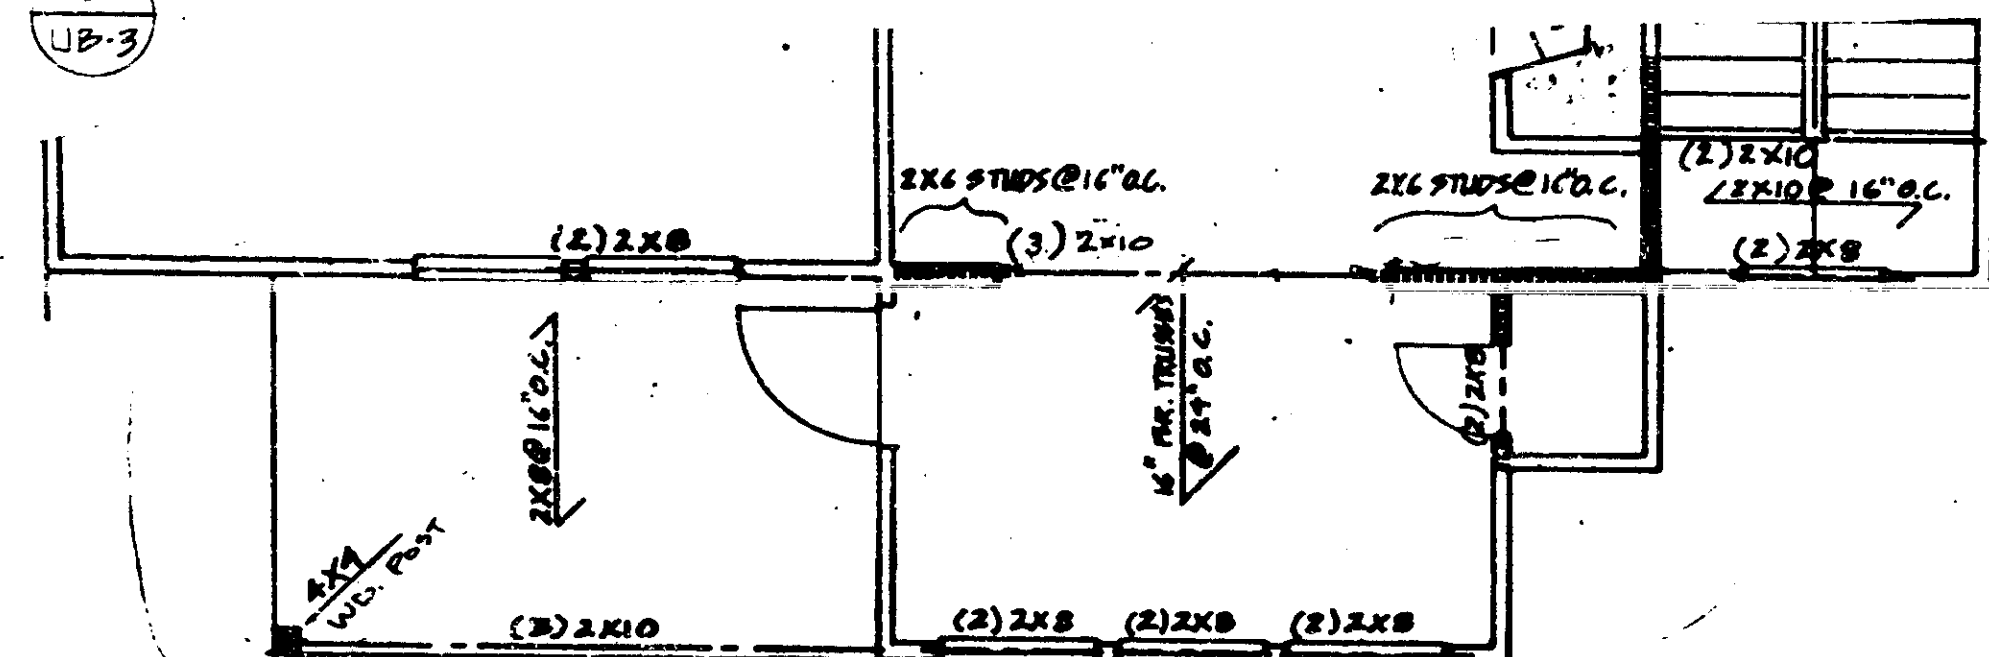 UB-3
2X6 STUDS@16"O.C.
2X6 STUDS@16"O.C.
(2)2X10
2X10@ 16"O.C.
(2)2X8
(3)2X10
(2)2X8
2X8@16"O.C.
16" FLR. TRUSSES
@ 24" O.C.
(2)2X8
4X4
WD. POST
(3)2X10
(2)2X8
(2)2X8
(2)2X8